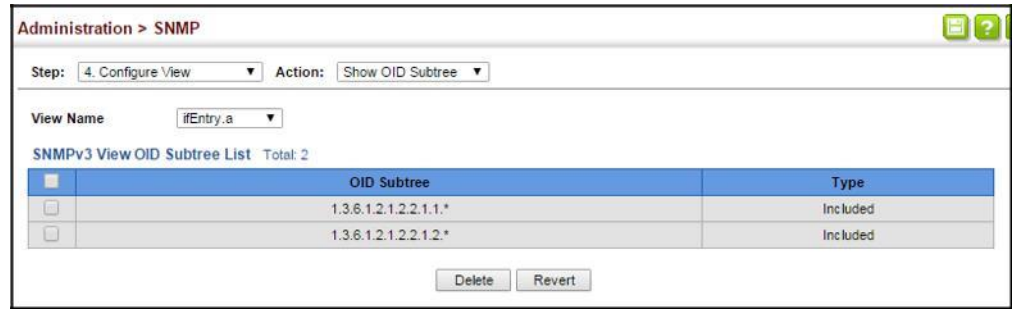 Administration > SNMP
?
Step: 4. Configure View Action: Show OID Subtree
View Name ifEntry.a
SNMPv3 View OID Subtree List Total: 2
OID Subtree Type
1.3.6.1.2.1.2.2.1.1.* Included
1.3.6.1.2.1.2.2.1.2.* Included
Delete Revert